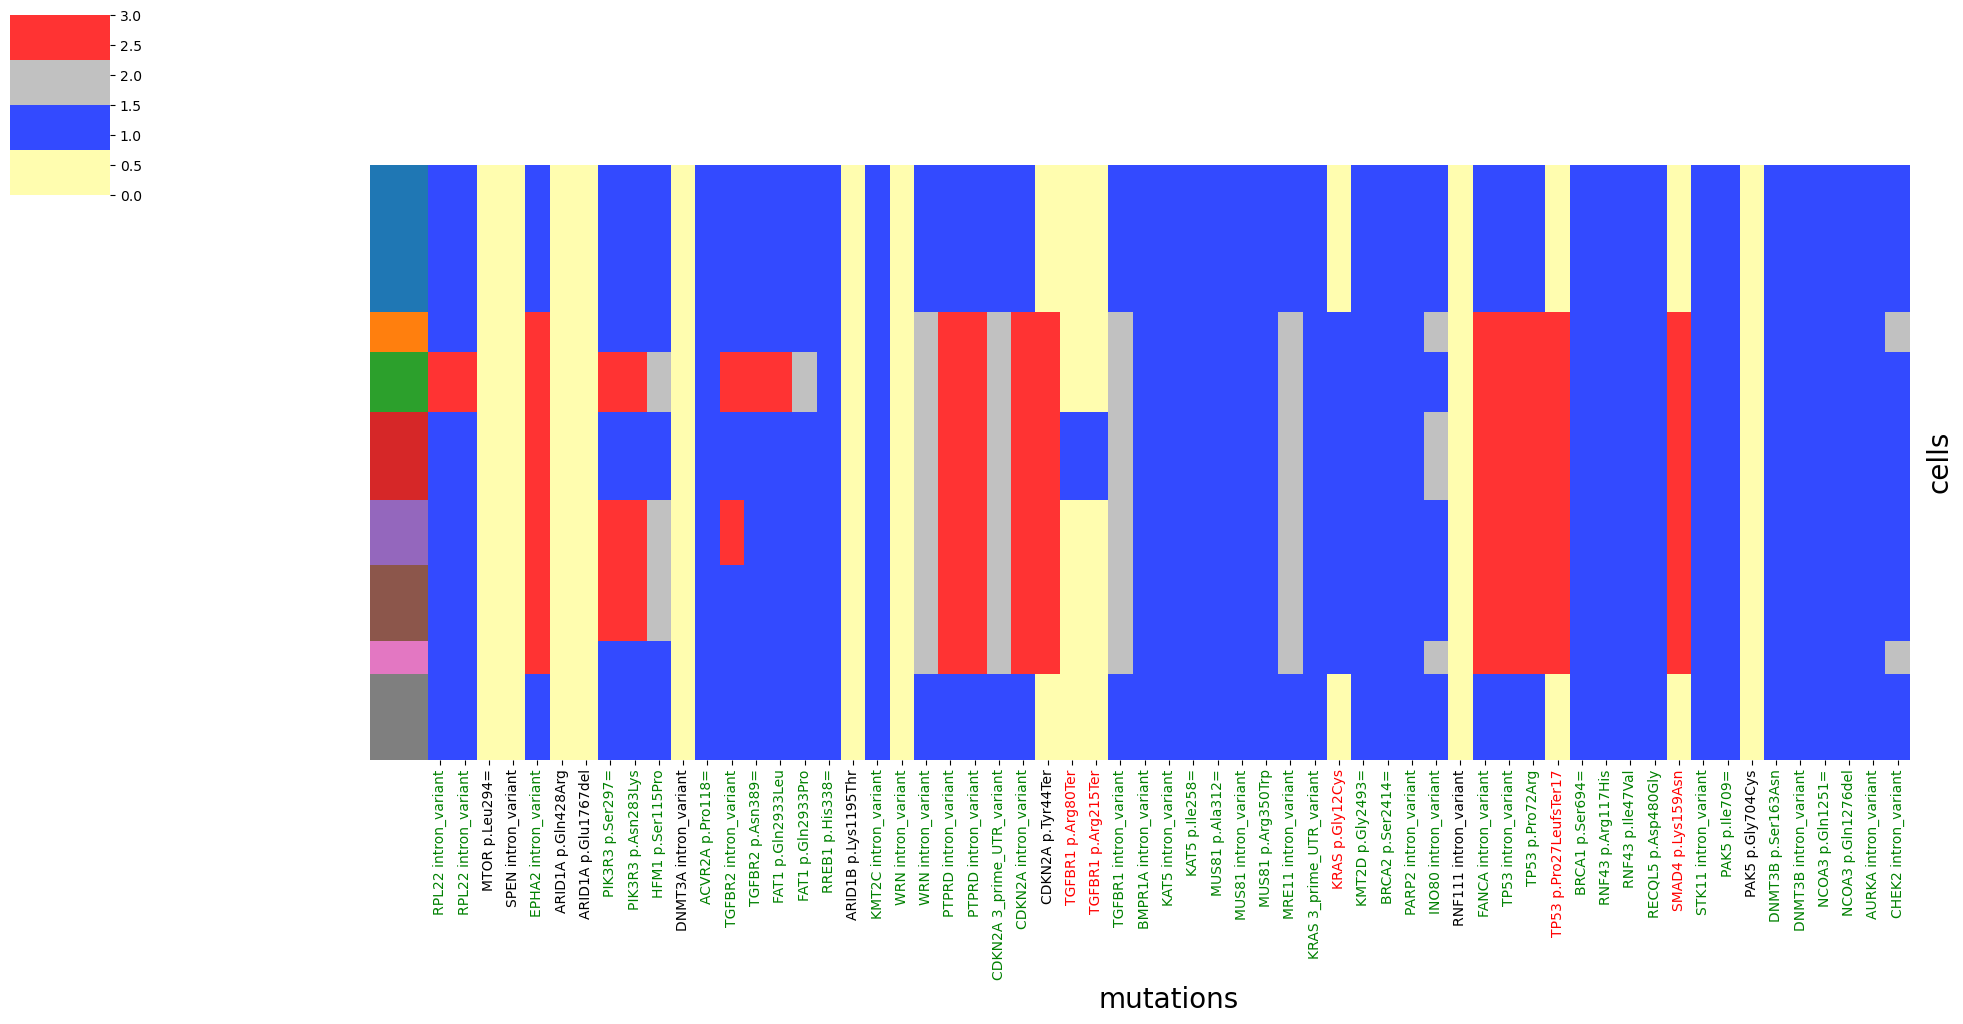 3.0
2.5
2.0
1.5
1.0
0.5
0.0
cells
RPL22 intron_variant
RPL22 intron_variant
MTOR p.Leu294=
SPEN intron_variant
EPHA2 intron_variant
ARID1A p.Gln428Arg
ARID1A p.Glu1767del
PIK3R3 p.Ser297=
PIK3R3 p.Asn283Lys
HFM1 p.Ser115Pro
DNMT3A intron_variant
ACVR2A p.Pro118=
TGFBR2 intron_variant
TGFBR2 p.Asn389=
FAT1 p.Gln2933Leu
FAT1 p.Gln2933Pro
RREB1 p.His338=
ARID1B p.Lys1195Thr
KMT2C intron_variant
WRN intron_variant
WRN intron_variant
PTPRD intron_variant
PTPRD intron_variant
CDKN2A 3_prime_UTR_variant
CDKN2A intron_variant
CDKN2A p.Tyr44Ter
TGFBR1 p.Arg80Ter
TGFBR1 p.Arg215Ter
TGFBR1 intron_variant
BMPR1A intron_variant
KAT5 intron_variant
KAT5 p.Ile258=
MUS81 p.Ala312=
MUS81 intron_variant
MUS81 p.Arg350Trp
MRE11 intron_variant
KRAS 3_prime_UTR_variant
KRAS p.Gly12Cys
KMT2D p.Gly2493=
BRCA2 p.Ser2414=
PARP2 intron_variant
INO80 intron_variant
RNF111 intron_variant
FANCA intron_variant
TP53 intron_variant
TP53 p.Pro72Arg
TP53 p.Pro27LeufsTer17
BRCA1 p.Ser694=
RNF43 p.Arg117His
RNF43 p.Ile47Val
RECQL5 p.Asp480Gly
SMAD4 p.Lys159Asn
STK11 intron_variant
PAK5 p.Ile709=
PAK5 p.Gly704Cys
DNMT3B p.Ser163Asn
DNMT3B intron_variant
NCOA3 p.Gln1251=
NCOA3 p.Gln1276del
AURKA intron_variant
CHEK2 intron_variant
mutations